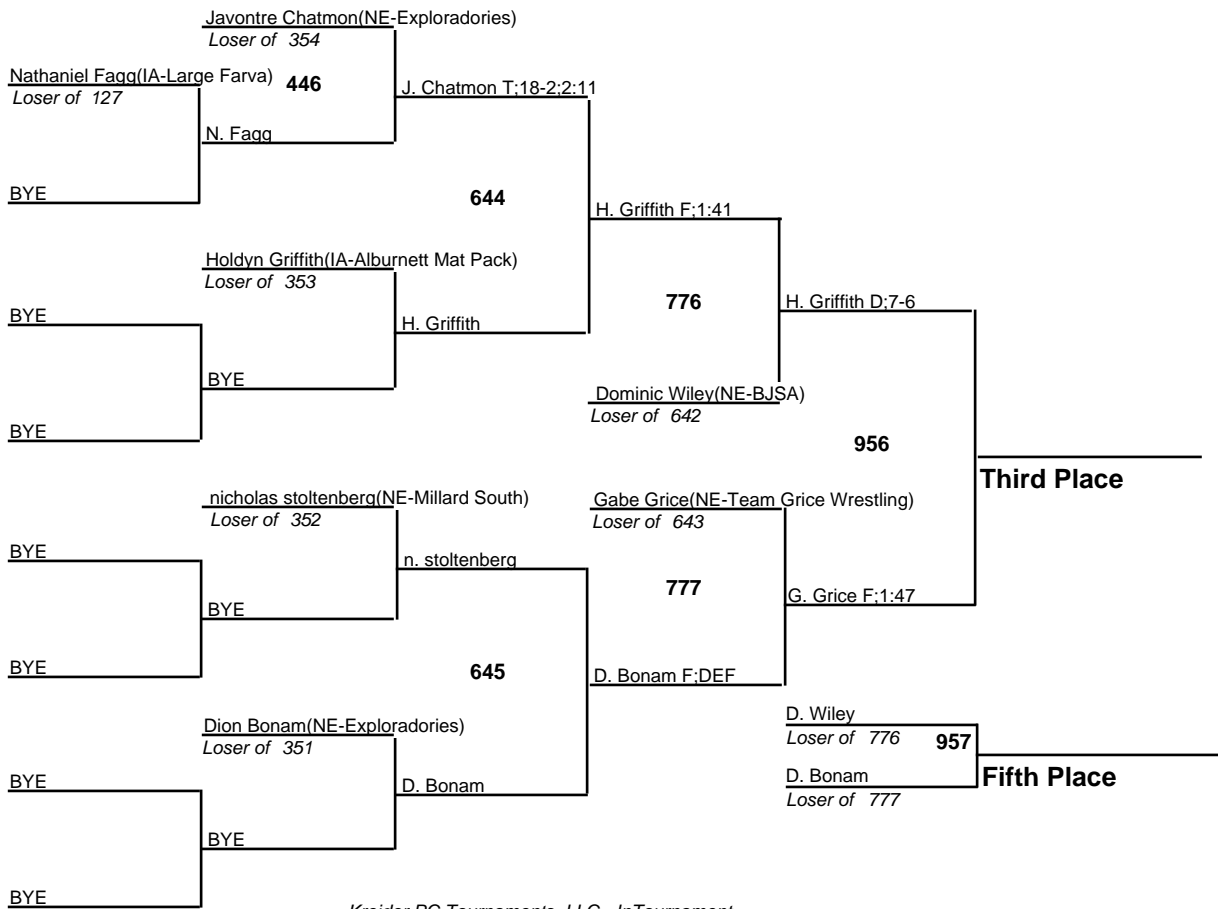 Javontre Chatmon(NE-Exploradories)
Loser of 354
Nathaniel Fagg(IA-Large Farva)
446
Loser of 127
J. Chatmon T;18-2;2:11
N. Fagg
BYE
644
H. Griffith F;1:41
Holdyn Griffith(IA-Alburnett Mat Pack)
Loser of 353
776
H. Griffith D;7-6
BYE
H. Griffith
BYE
Dominic Wiley(NE-BJSA)
Loser of 642
BYE
956
Third Place
nicholas stoltenberg(NE-Millard South)
Loser of 352
Gabe Grice(NE-Team Grice Wrestling)
Loser of 643
BYE
n. stoltenberg
777
G. Grice F;1:47
BYE
BYE
645
D. Bonam F;DEF
Dion Bonam(NE-Exploradories)
Loser of 351
D. Wiley
Loser of 776
957
BYE
D. Bonam
D. Bonam
Fifth Place
Loser of 777
BYE
BYE
Kreider PC Tournaments, LLC - InTournament